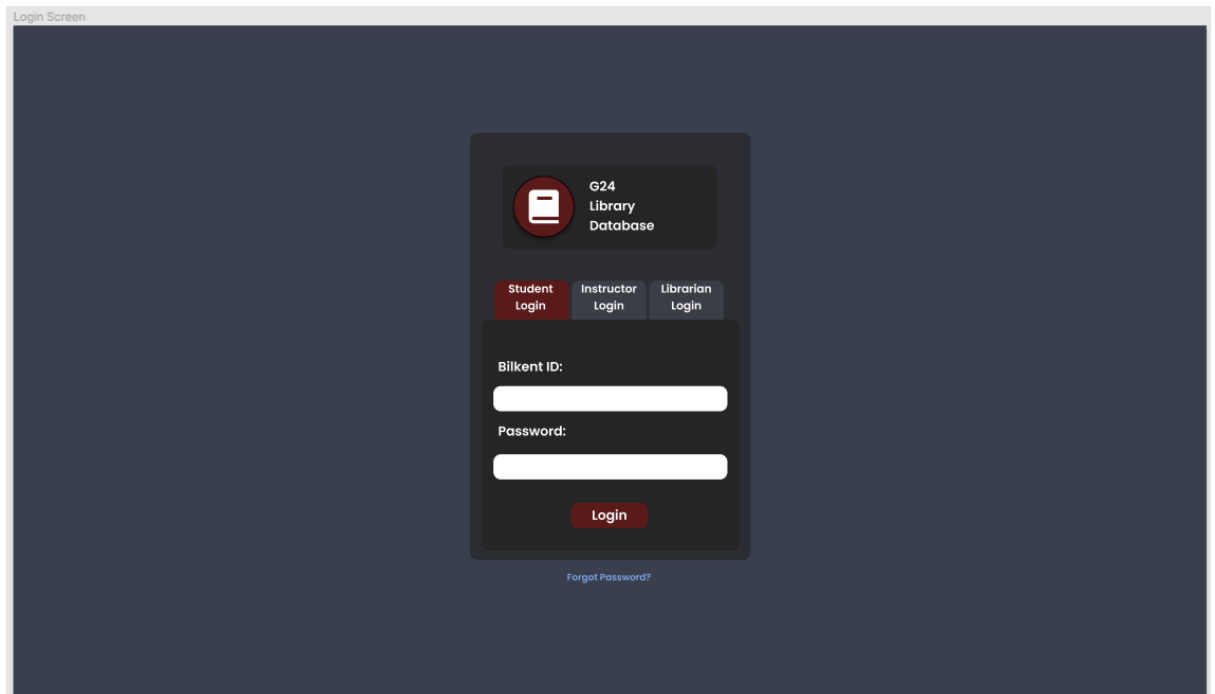 Login Screen
G24
Library
Database
Student
Login
Instructor
Login
Librarian
Login
Bilkent ID:
Password:
Login
Forgot Password?